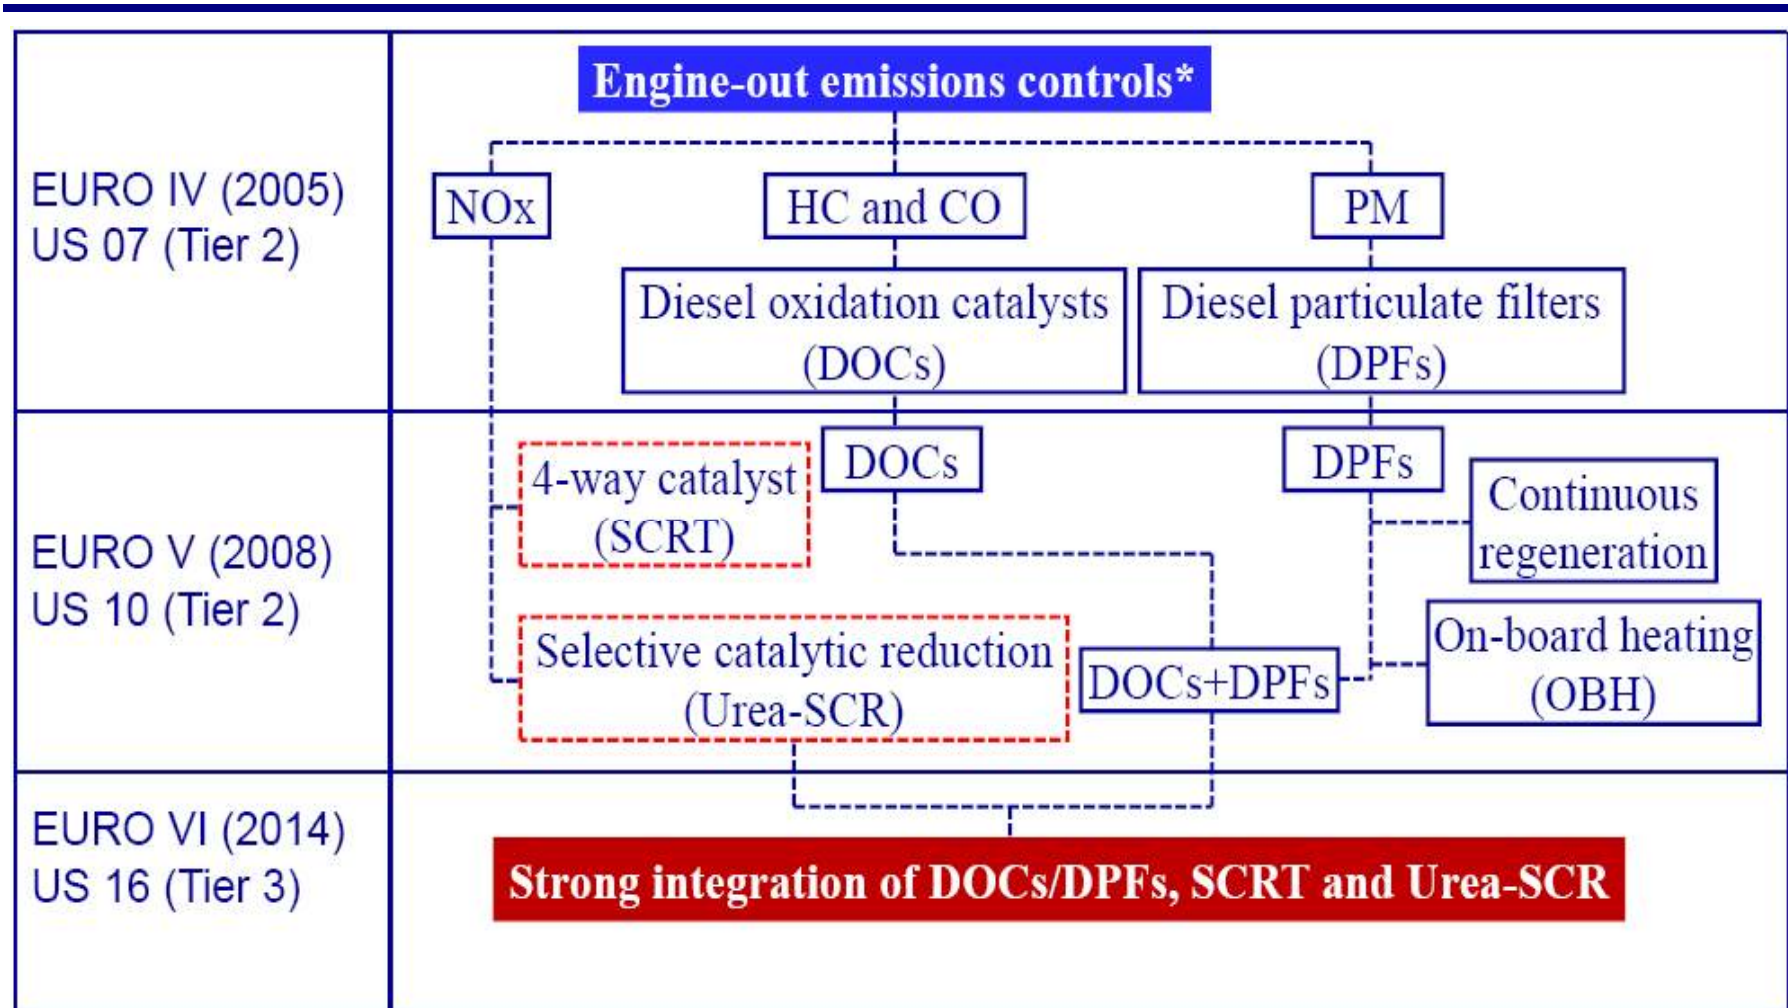 Engine-out emissions controls*
EURO IV (2005)
US 07 (Tier 2)
NOx
HC and CO
PM
Diesel oxidation catalysts
(DOCs)
Diesel particulate filters
(DPFs)
EURO V (2008)
US 10 (Tier 2)
4-way catalyst
(SCRT)
DOCs
DPFs
Continuous
regeneration
Selective catalytic reduction
(Urea-SCR)
DOCs+DPFs
On-board heating
(OBH)
EURO VI (2014)
US 16 (Tier 3)
Strong integration of DOCs/DPFs, SCRT and Urea-SCR